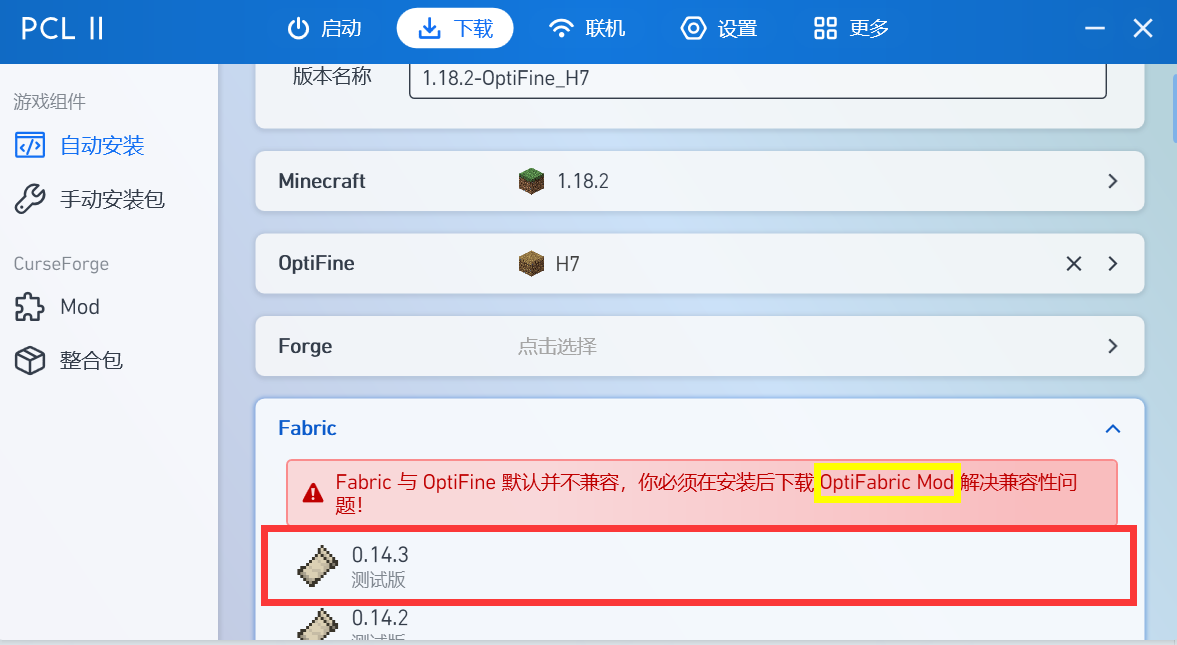 PCL II
启动
下载
联机
设置
更多
游戏组件
自动安装
手动安装包
CurseForge
Mod
整合包
版本名称
1.18.2-OptiFine_H7
Minecraft
1.18.2
OptiFine
H7
Forge
点击选择
Fabric
Fabric 与 OptiFine 默认并不兼容，你必须在安装后下载 OptiFabric Mod 解决兼容性问
题！
0.14.3
测试版
0.14.2
测试版